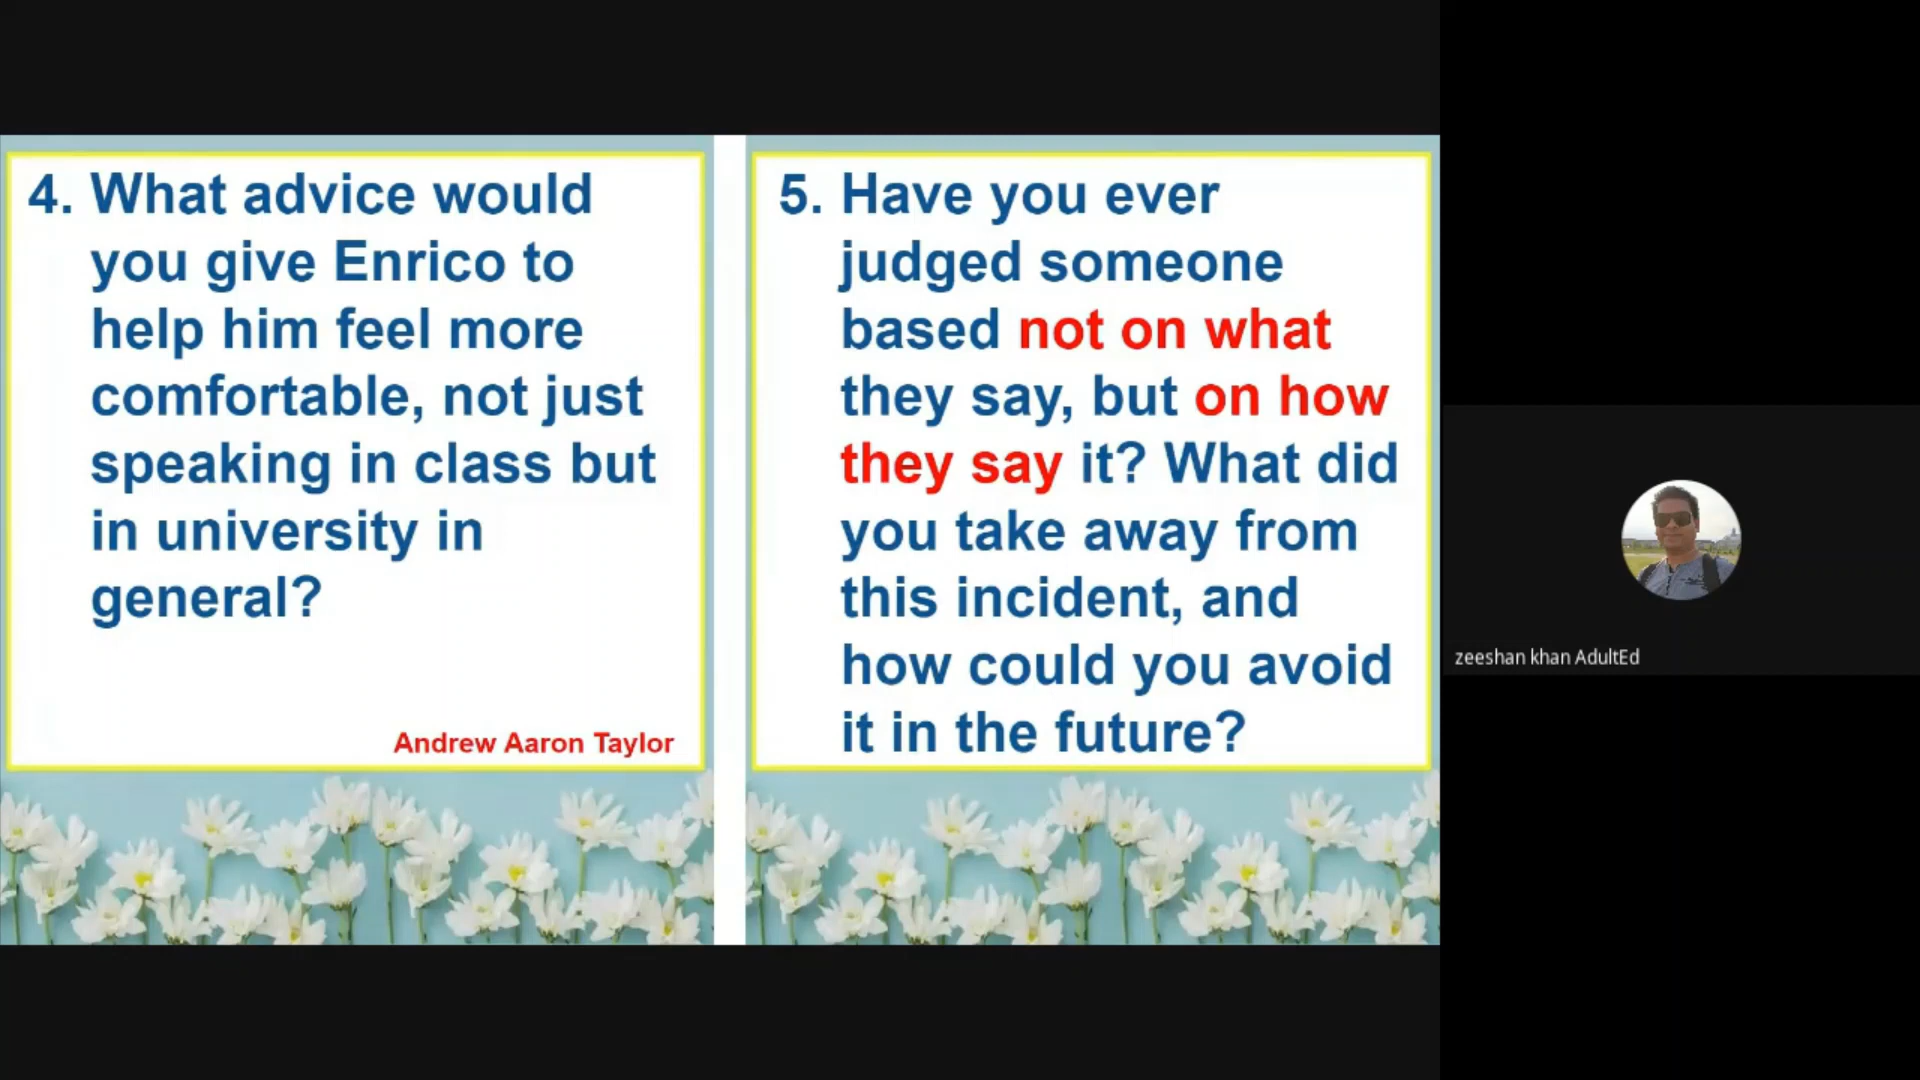 4. What advice would
you give Enrico to
help him feel more
comfortable, not just
speaking in class but
in university in
general?
Andrew Aaron Taylor
5. Have you ever
judged someone
based not on what
they say, but on how
they say it? What did
you take away from
this incident, and
how could you avoid
it in the future?
zeeshan khan AdultEd